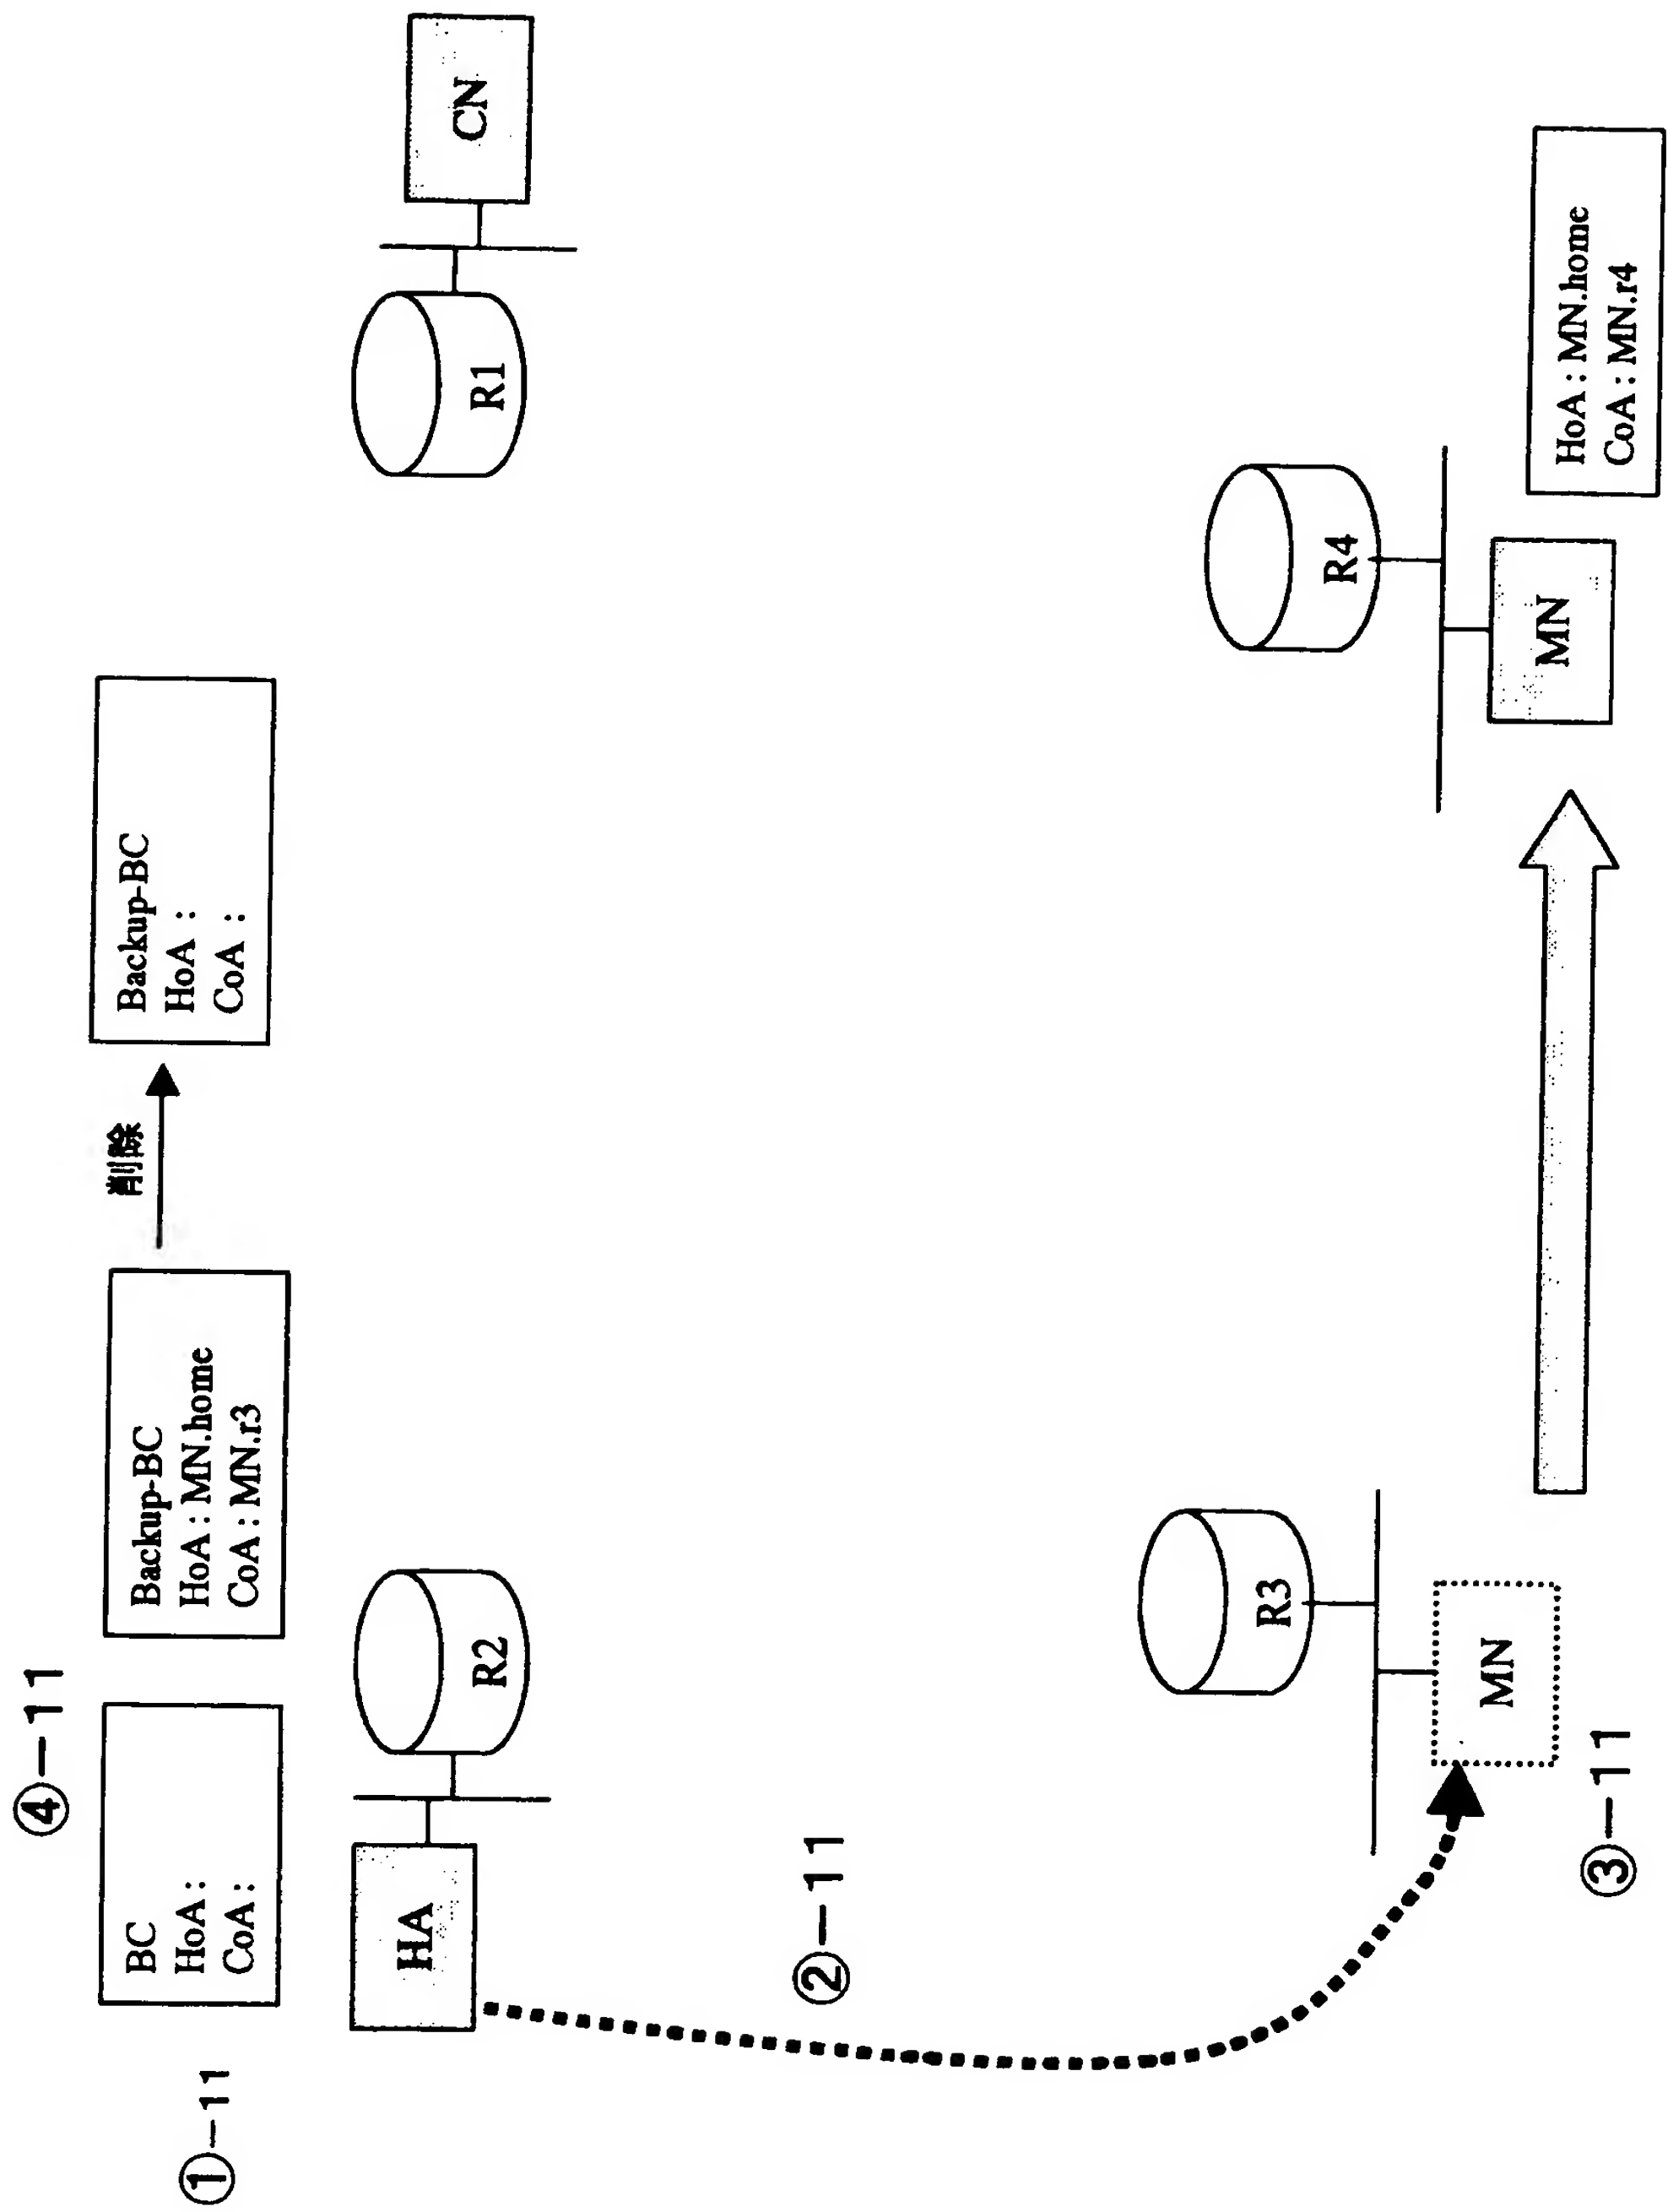 ④－11
①－11
BC
HoA :
CoA :
Backup-BC
HoA : MN.home
CoA : MN.r3
削除
Backup-BC
HoA :
CoA :
HA
R2
R1
CN
②－11
R3
MN
③－11
R4
MN
HoA : MN.home
CoA : MN.r4